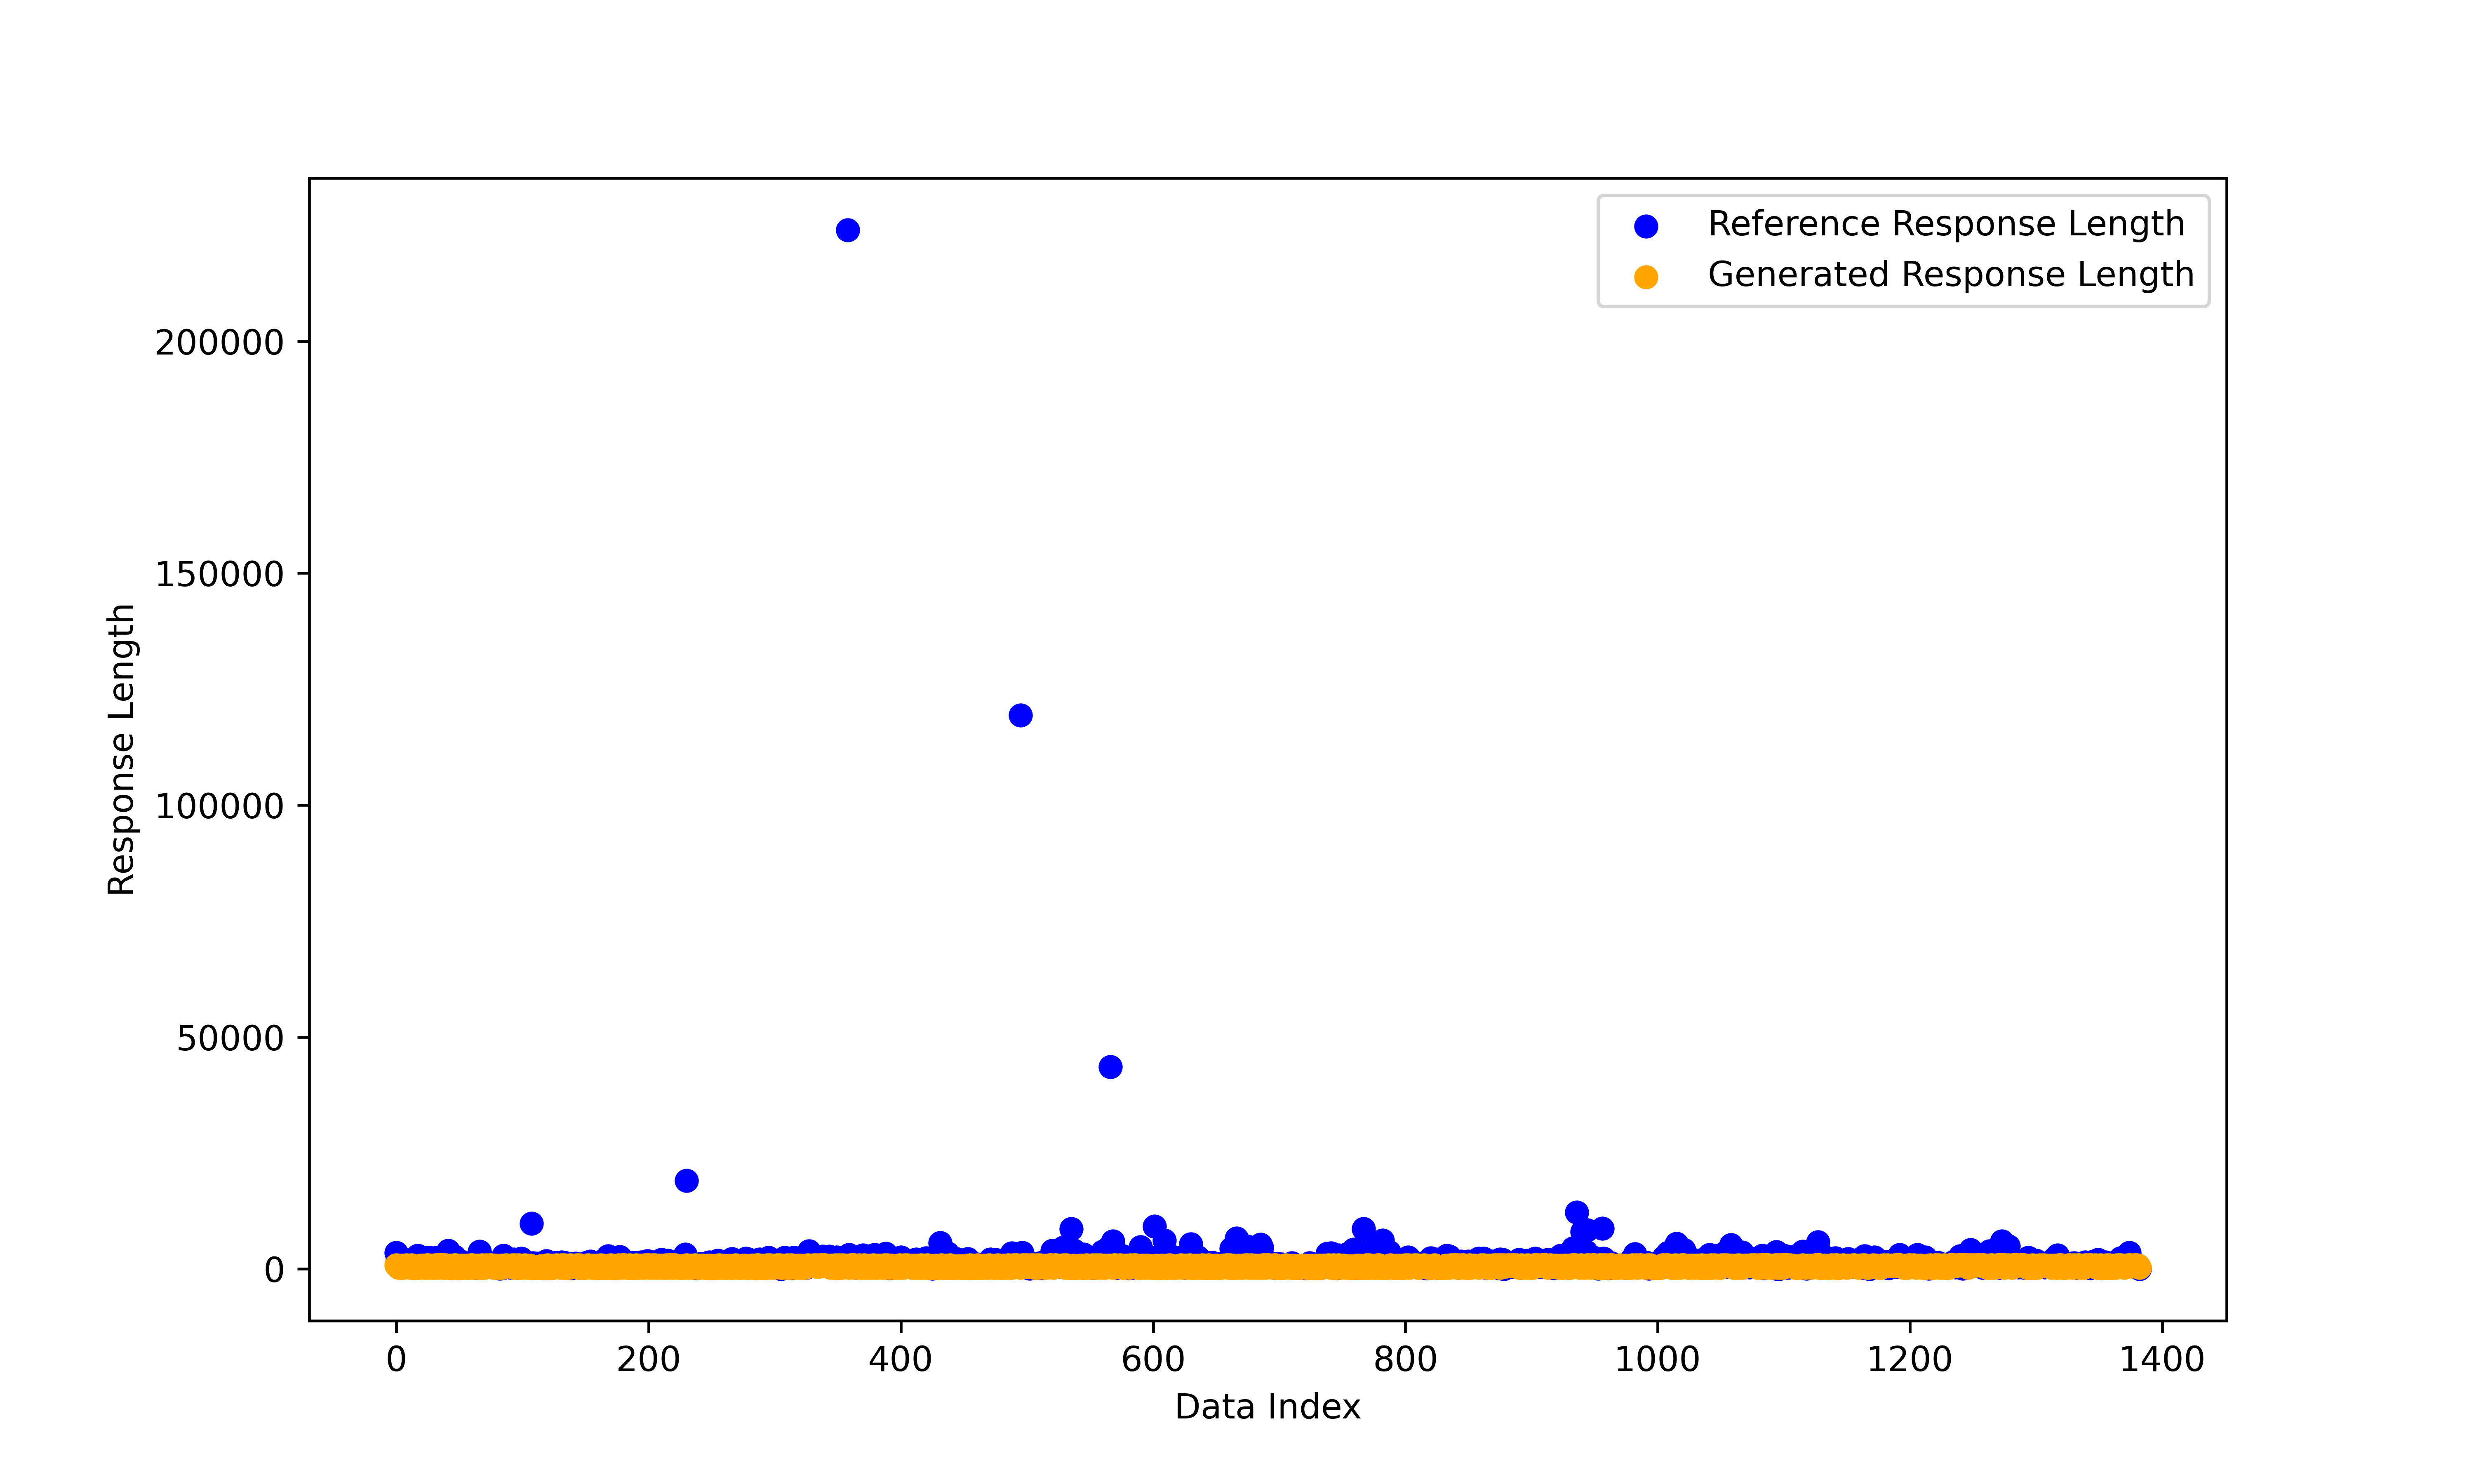 Reference Response Length
Generated Response Length
200000
150000
100000
50000
0
Response Length
0 200 400 600 800 1000 1200 1400
Data Index